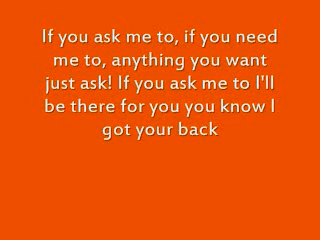 If you ask me to, if you need
me to, anything you want
just ask! If you ask me to I'll
be there for you you know I
got your back